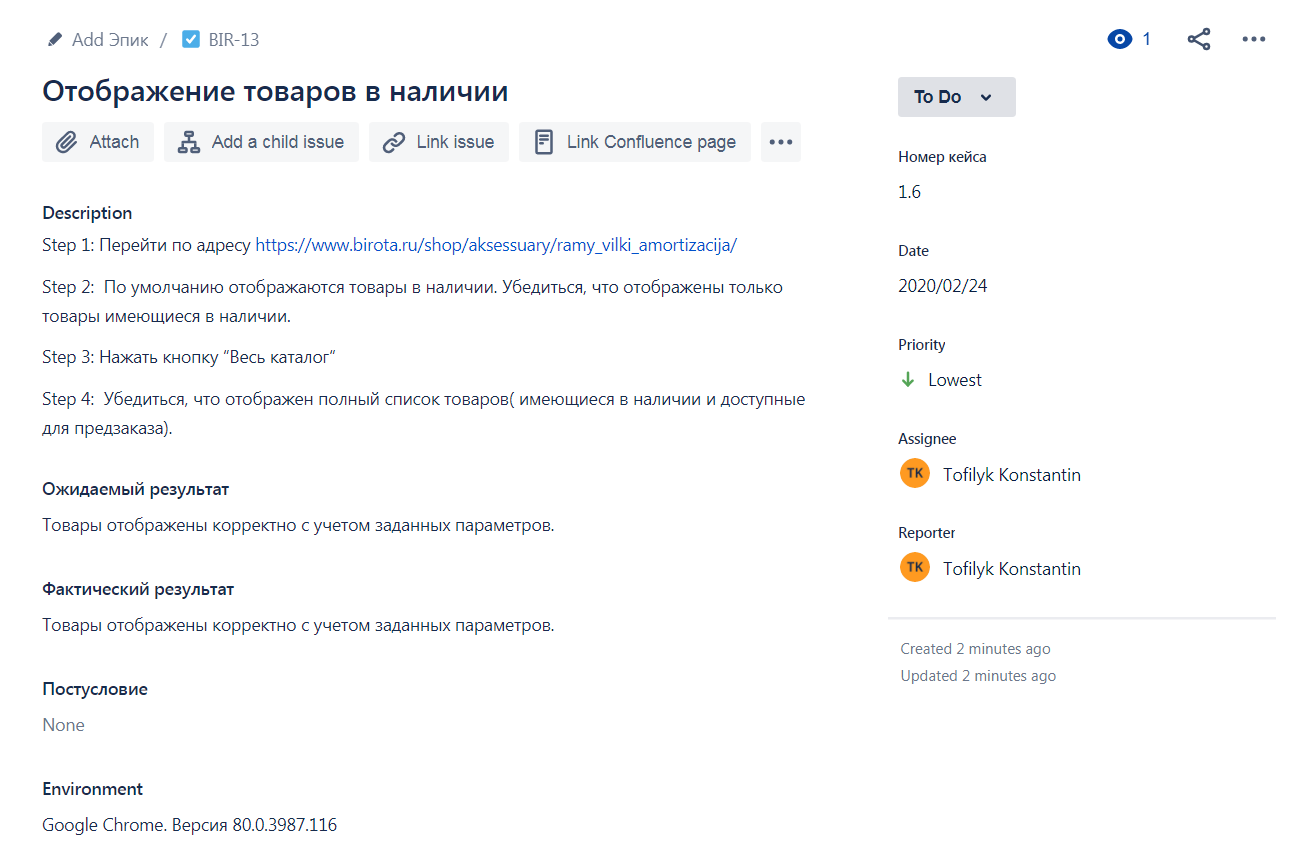 Add Эпик / BIR-13
1
Отображение товаров в наличии
Attach
Add a child issue
Link issue
Link Confluence page
Description
Step 1: Перейти по адресу https://www.birota.ru/shop/aksessuary/ramy_vilki_amortizacija/
Step 2:  По умолчанию отображаются товары в наличии. Убедиться, что отображены только
товары имеющиеся в наличии.
Step 3: Нажать кнопку “Весь каталог”
Step 4:  Убедиться, что отображен полный список товаров( имеющиеся в наличии и доступные
для предзаказа).
Ожидаемый результат
Товары отображены корректно с учетом заданных параметров.
Фактический результат
Товары отображены корректно с учетом заданных параметров.
Постусловие
None
Environment
Google Chrome. Версия 80.0.3987.116
To Do
Номер кейса
1.6
Date
2020/02/24
Priority
Lowest
Assignee
TK Tofilyk Konstantin
Reporter
TK Tofilyk Konstantin
Created 2 minutes ago
Updated 2 minutes ago